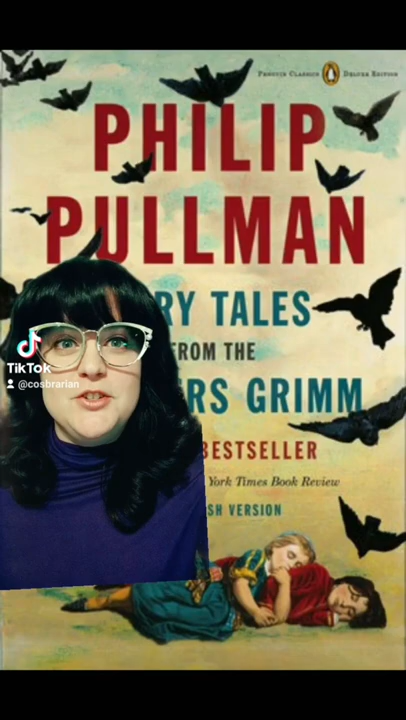 PENGUIN CLASSICS DELUXE EDITION
PHILIP
PULLMAN
RY TALES
FROM THE
RS GRIMM
BESTSELLER
York Times Book Review
SH VERSION
TikTok
@cosbrarian